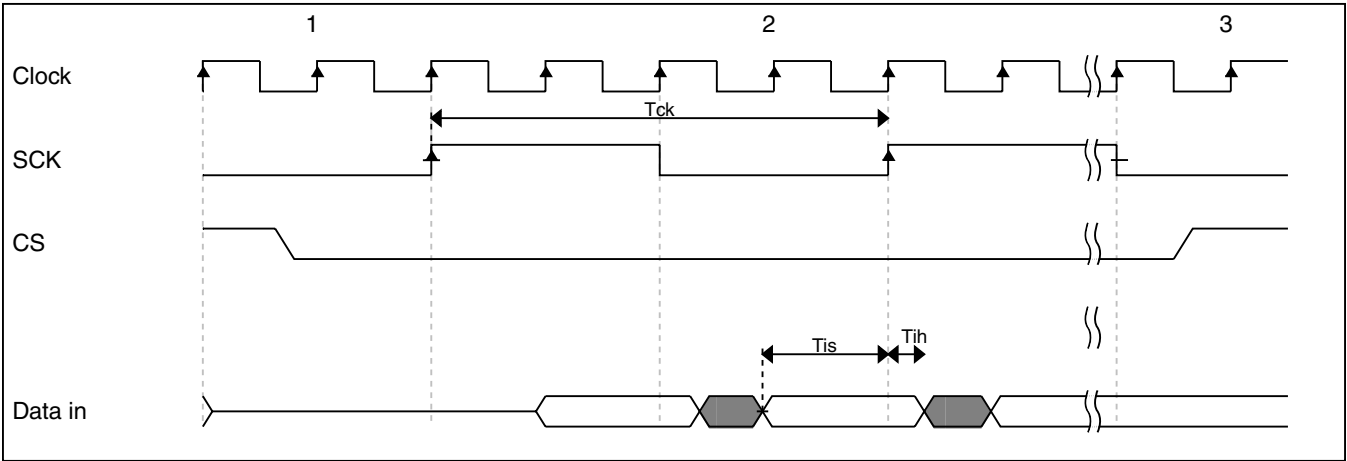 1 2 3
Clock
Tck
SCK
CS
Tis Tih
Data in